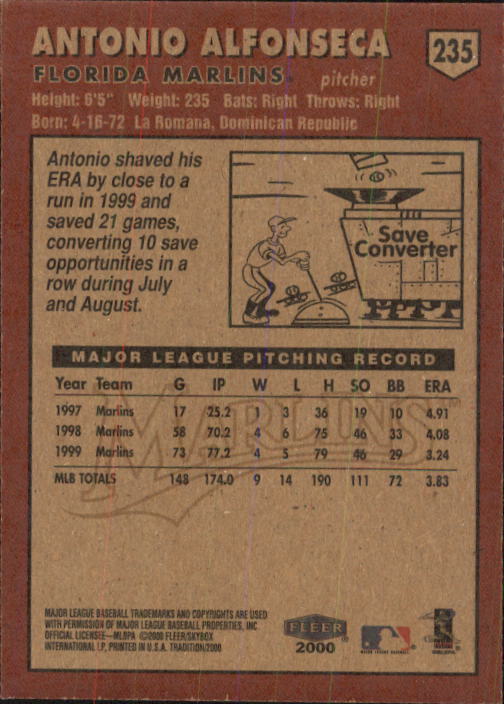 ANTONIO ALFONSECA
235
FLORIDA MARLINS pitcher
Height: 6'5" Weight: 235 Bats: Right Throws: Right
Born: 4-16-72 La Romana, Dominican Republic
Antonio shaved his
ERA by close to a
run in 1999 and
saved 21 games,
converting 10 save
opportunities in a
row during July
and August.
Save
Converter
MAJOR LEAGUE PITCHING RECORD
Year Team G IP W L H SO BB ERA
1997 Marlins 17 25.2 1 3 36 19 10 4.91
1998 Marlins 58 70.2 4 6 75 46 33 4.08
1999 Marlins 73 77.2 4 5 79 46 29 3.24
MLB TOTALS 148 174.0 9 14 190 111 72 3.83
MARLINS
MAJOR LEAGUE BASEBALL TRADEMARKS AND COPYRIGHTS ARE USED
WITH PERMISSION OF MAJOR LEAGUE BASEBALL PROPERTIES, INC.
OFFICIAL LICENSEE—MLBPA ©2000 FLEER/SKYBOX
INTERNATIONAL LP, PRINTED IN U.S.A. TRADITION/2000
FLEER
2000
MAJOR LEAGUE BASEBALL